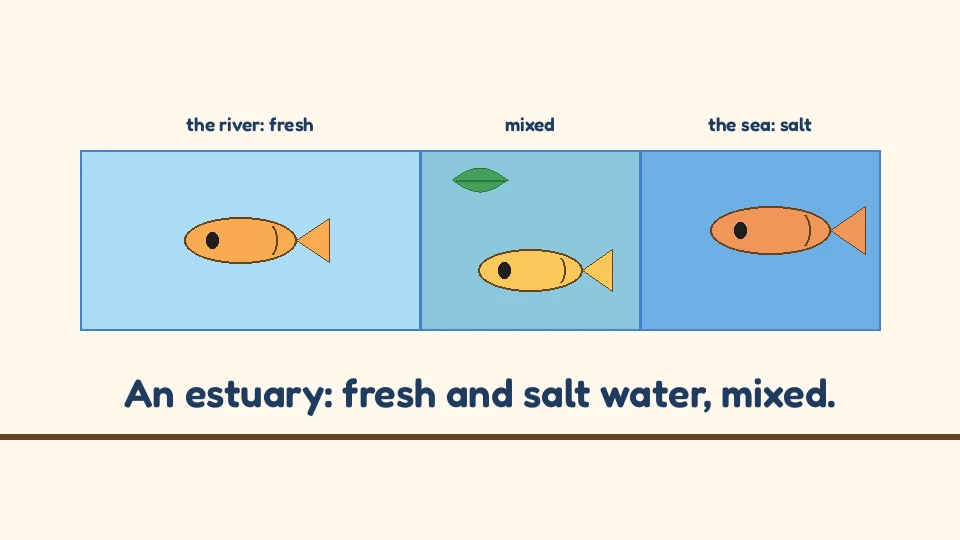 the river: fresh
mixed
the sea: salt
An estuary: fresh and salt water, mixed.